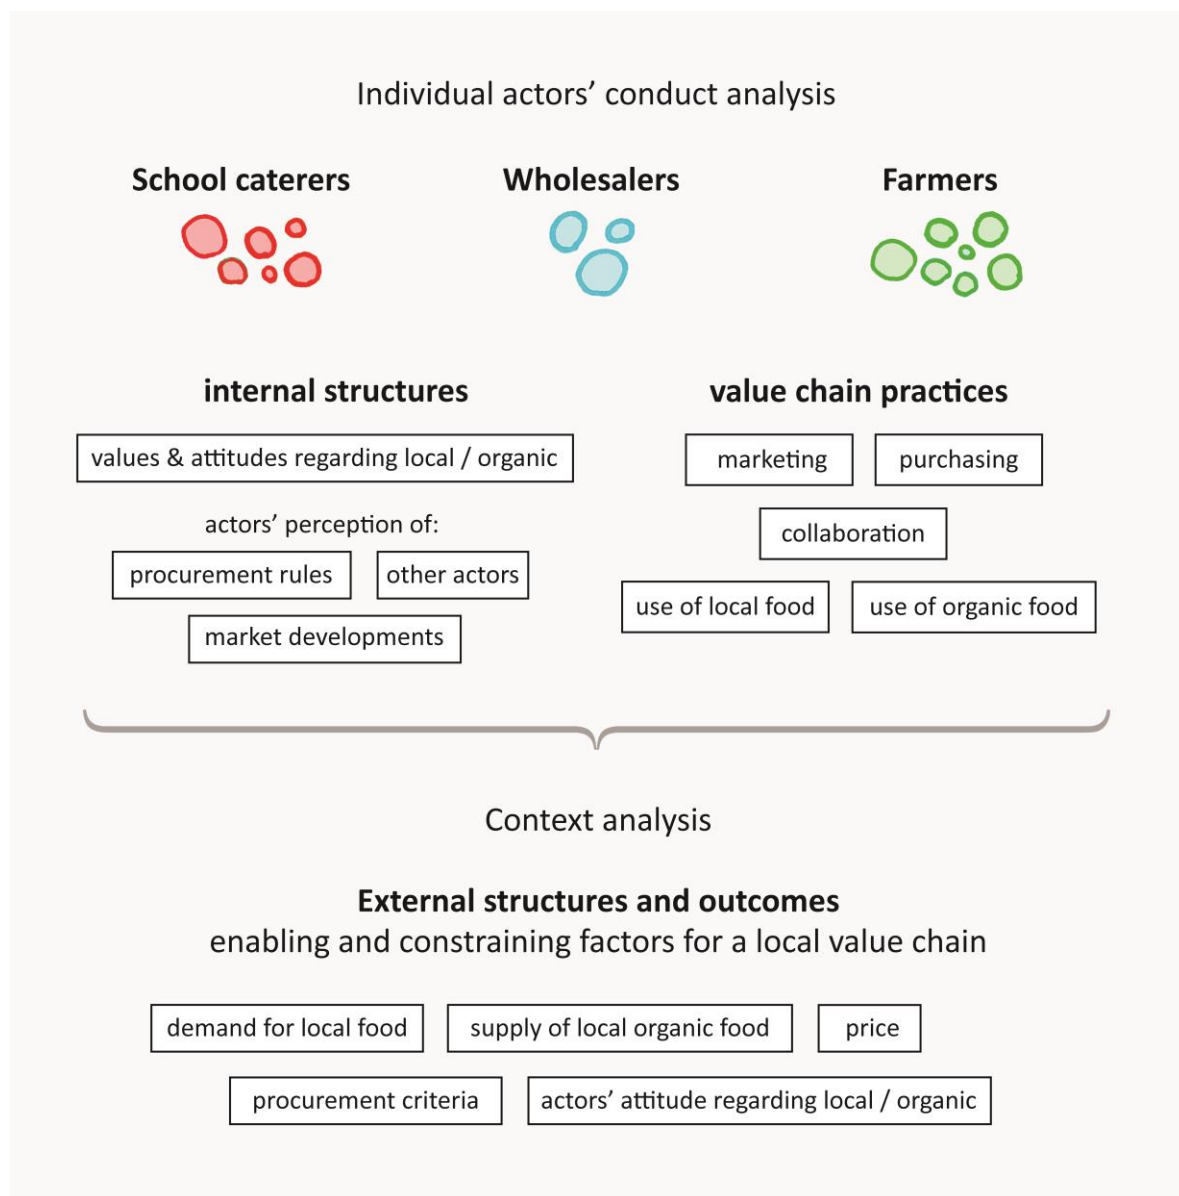 Individual actors’ conduct analysis
School caterers
Wholesalers
Farmers
internal structures
value chain practices
values & attitudes regarding local / organic
marketing
purchasing
actors’ perception of:
collaboration
procurement rules
other actors
use of local food
use of organic food
market developments
Context analysis
External structures and outcomes
enabling and constraining factors for a local value chain
demand for local food
supply of local organic food
price
procurement criteria
actors’ attitude regarding local / organic